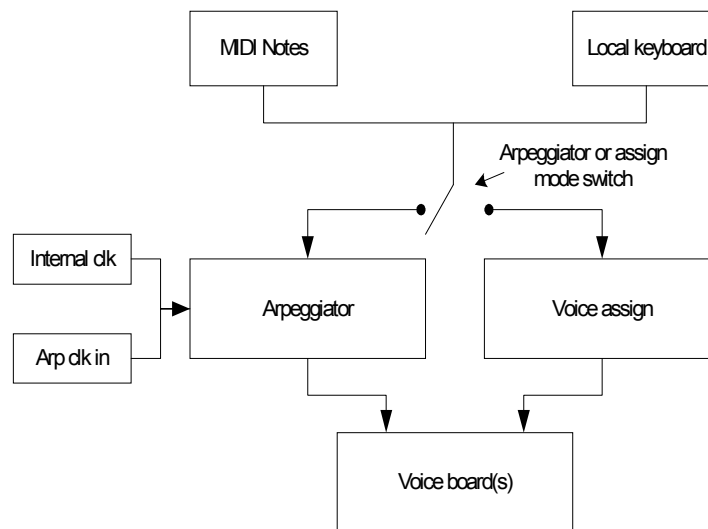 MIDI Notes
Local keyboard
Arpeggiator or assign
mode switch
Internal clk
Arpeggiator
Voice assign
Arp clk in
Voice board(s)